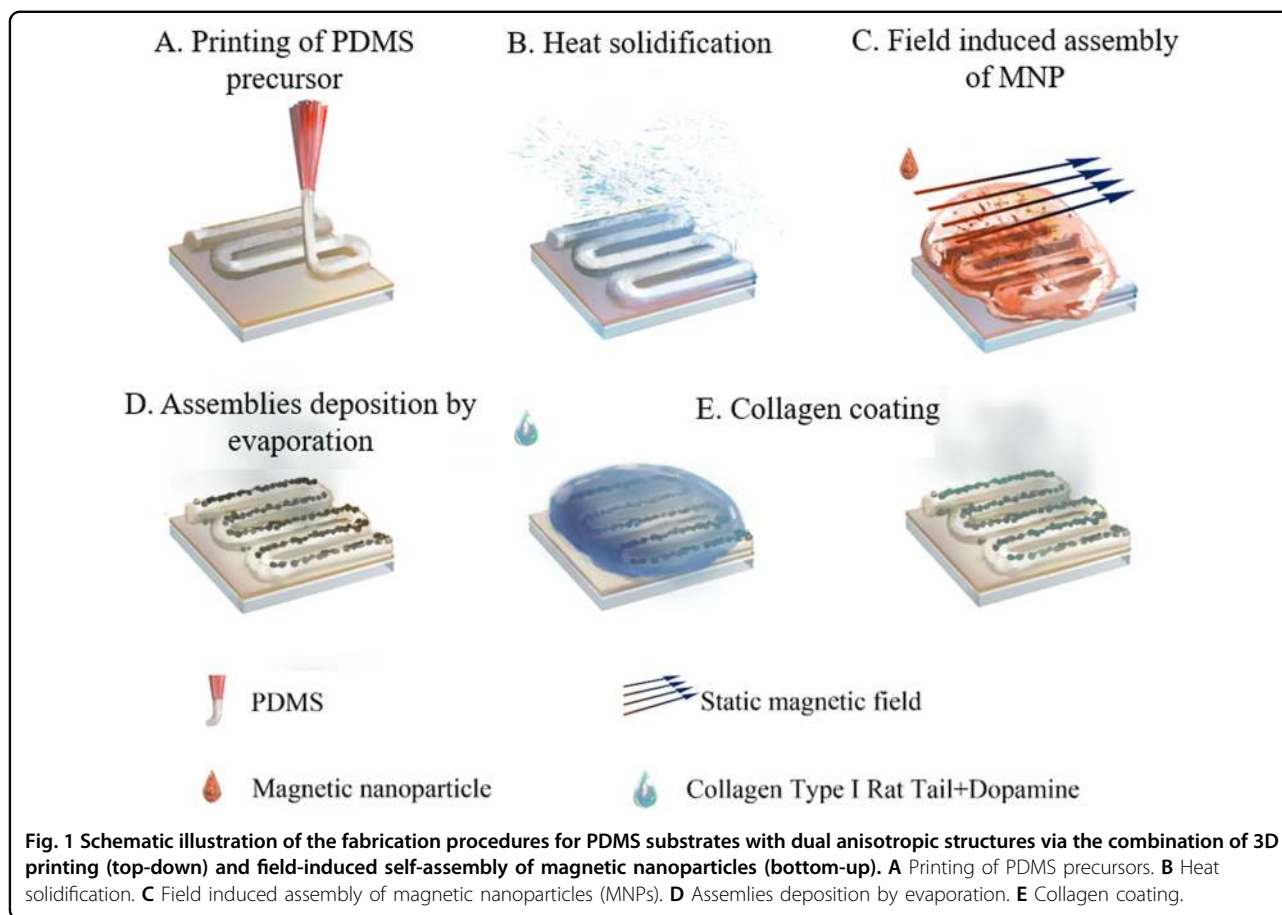 A. Printing of PDMS
precursor
B. Heat solidification
C. Field induced assembly
of MNP
D. Assemblies deposition by
evaporation
E. Collagen coating
PDMS
Static magnetic field
Magnetic nanoparticle
Collagen Type I Rat Tail+Dopamine
Fig. 1 Schematic illustration of the fabrication procedures for PDMS substrates with dual anisotropic structures via the combination of 3D
printing (top-down) and field-induced self-assembly of magnetic nanoparticles (bottom-up). A Printing of PDMS precursors. B Heat
solidification. C Field induced assembly of magnetic nanoparticles (MNPs). D Assemlies deposition by evaporation. E Collagen coating.